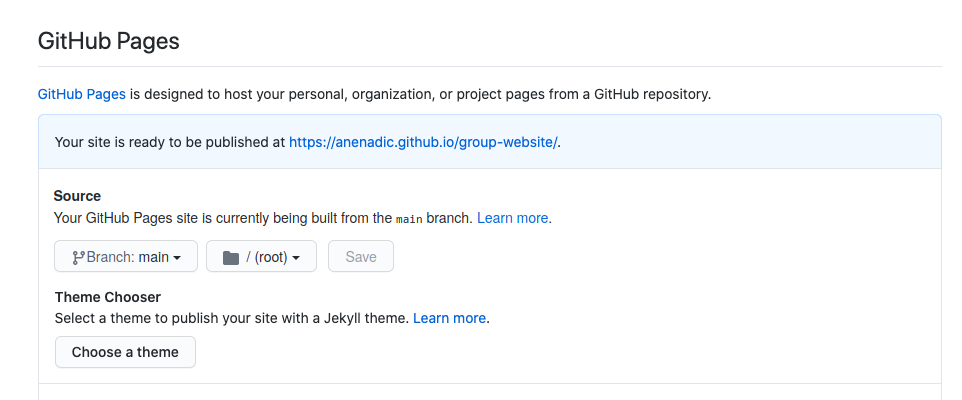 GitHub Pages
GitHub Pages is designed to host your personal, organization, or project pages from a GitHub repository.
Your site is ready to be published at https://anenadic.github.io/group-website/.
Source
Your GitHub Pages site is currently being built from the main branch. Learn more.
Branch: main / (root) Save
Theme Chooser
Select a theme to publish your site with a Jekyll theme. Learn more.
Choose a theme